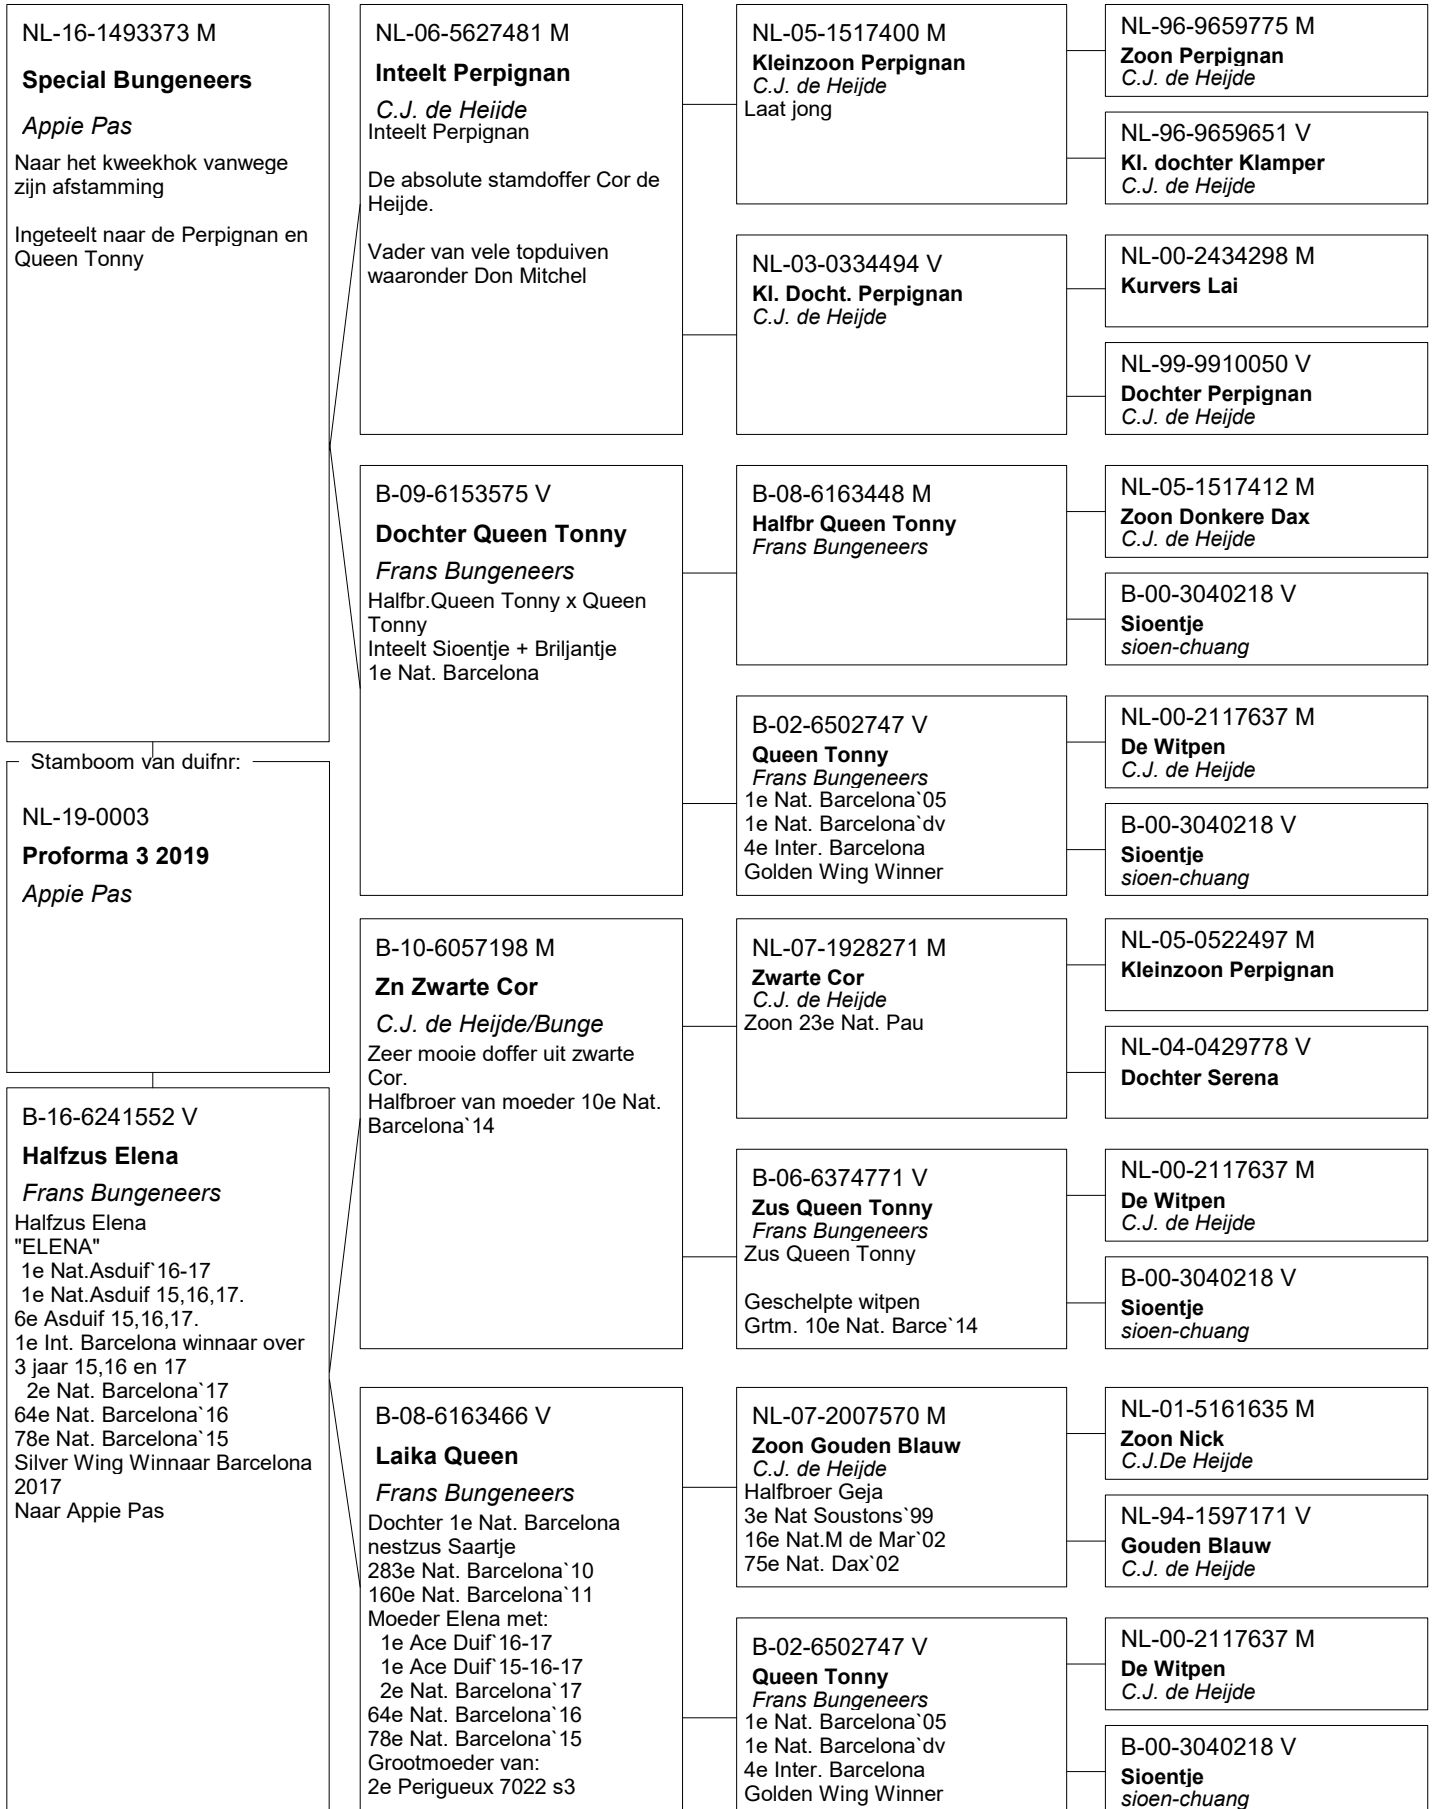 NL-16-1493373 M
Special Bungeneers
Appie Pas
Naar het kweekhok vanwege
zijn afstamming
Ingeteelt naar de Perpignan en
Queen Tonny
Stamboom van duifnr:
NL-19-0003
Proforma 3 2019
Appie Pas
B-16-6241552 V
Halfzus Elena
Frans Bungeneers
Halfzus Elena
"ELENA"
1e Nat.Asduif`16-17
1e Nat.Asduif 15,16,17.
6e Asduif 15,16,17.
1e Int. Barcelona winnaar over
3 jaar 15,16 en 17
2e Nat. Barcelona`17
64e Nat. Barcelona`16
78e Nat. Barcelona`15
Silver Wing Winnaar Barcelona
2017
Naar Appie Pas
NL-06-5627481 M
Inteelt Perpignan
C.J. de Heijde
Inteelt Perpignan
De absolute stamdoffer Cor de
Heijde.
Vader van vele topduiven
waaronder Don Mitchel
B-09-6153575 V
Dochter Queen Tonny
Frans Bungeneers
Halfbr.Queen Tonny x Queen
Tonny
Inteelt Sioentje + Briljantje
1e Nat. Barcelona
B-10-6057198 M
Zn Zwarte Cor
C.J. de Heijde/Bunge
Zeer mooie doffer uit zwarte
Cor.
Halfbroer van moeder 10e Nat.
Barcelona`14
B-08-6163466 V
Laika Queen
Frans Bungeneers
Dochter 1e Nat. Barcelona
nestzus Saartje
283e Nat. Barcelona`10
160e Nat. Barcelona`11
Moeder Elena met:
1e Ace Duif`16-17
1e Ace Duif`15-16-17
2e Nat. Barcelona`17
64e Nat. Barcelona`16
78e Nat. Barcelona`15
Grootmoeder van:
2e Perigueux 7022 s3
NL-05-1517400 M
Kleinzoon Perpignan
C.J. de Heijde
Laat jong
NL-03-0334494 V
Kl. Docht. Perpignan
C.J. de Heijde
B-08-6163448 M
Halfbr Queen Tonny
Frans Bungeneers
B-02-6502747 V
Queen Tonny
Frans Bungeneers
1e Nat. Barcelona`05
1e Nat. Barcelona`dv
4e Inter. Barcelona
Golden Wing Winner
NL-07-1928271 M
Zwarte Cor
C.J. de Heijde
Zoon 23e Nat. Pau
B-06-6374771 V
Zus Queen Tonny
Frans Bungeneers
Zus Queen Tonny
Geschelpte witpen
Grtm. 10e Nat. Barce`14
NL-07-2007570 M
Zoon Gouden Blauw
C.J. de Heijde
Halfbroer Geja
3e Nat Soustons`99
16e Nat.M de Mar`02
75e Nat. Dax`02
B-02-6502747 V
Queen Tonny
Frans Bungeneers
1e Nat. Barcelona`05
1e Nat. Barcelona`dv
4e Inter. Barcelona
Golden Wing Winner
NL-96-9659775 M
Zoon Perpignan
C.J. de Heijde
NL-96-9659651 V
Kl. dochter Klamper
C.J. de Heijde
NL-00-2434298 M
Kurvers Lai
NL-99-9910050 V
Dochter Perpignan
C.J. de Heijde
NL-05-1517412 M
Zoon Donkere Dax
C.J. de Heijde
B-00-3040218 V
Sioentje
sioen-chuang
NL-00-2117637 M
De Witpen
C.J. de Heijde
B-00-3040218 V
Sioentje
sioen-chuang
NL-05-0522497 M
Kleinzoon Perpignan
NL-04-0429778 V
Dochter Serena
NL-00-2117637 M
De Witpen
C.J. de Heijde
B-00-3040218 V
Sioentje
sioen-chuang
NL-01-5161635 M
Zoon Nick
C.J.De Heijde
NL-94-1597171 V
Gouden Blauw
C.J. de Heijde
NL-00-2117637 M
De Witpen
C.J. de Heijde
B-00-3040218 V
Sioentje
sioen-chuang